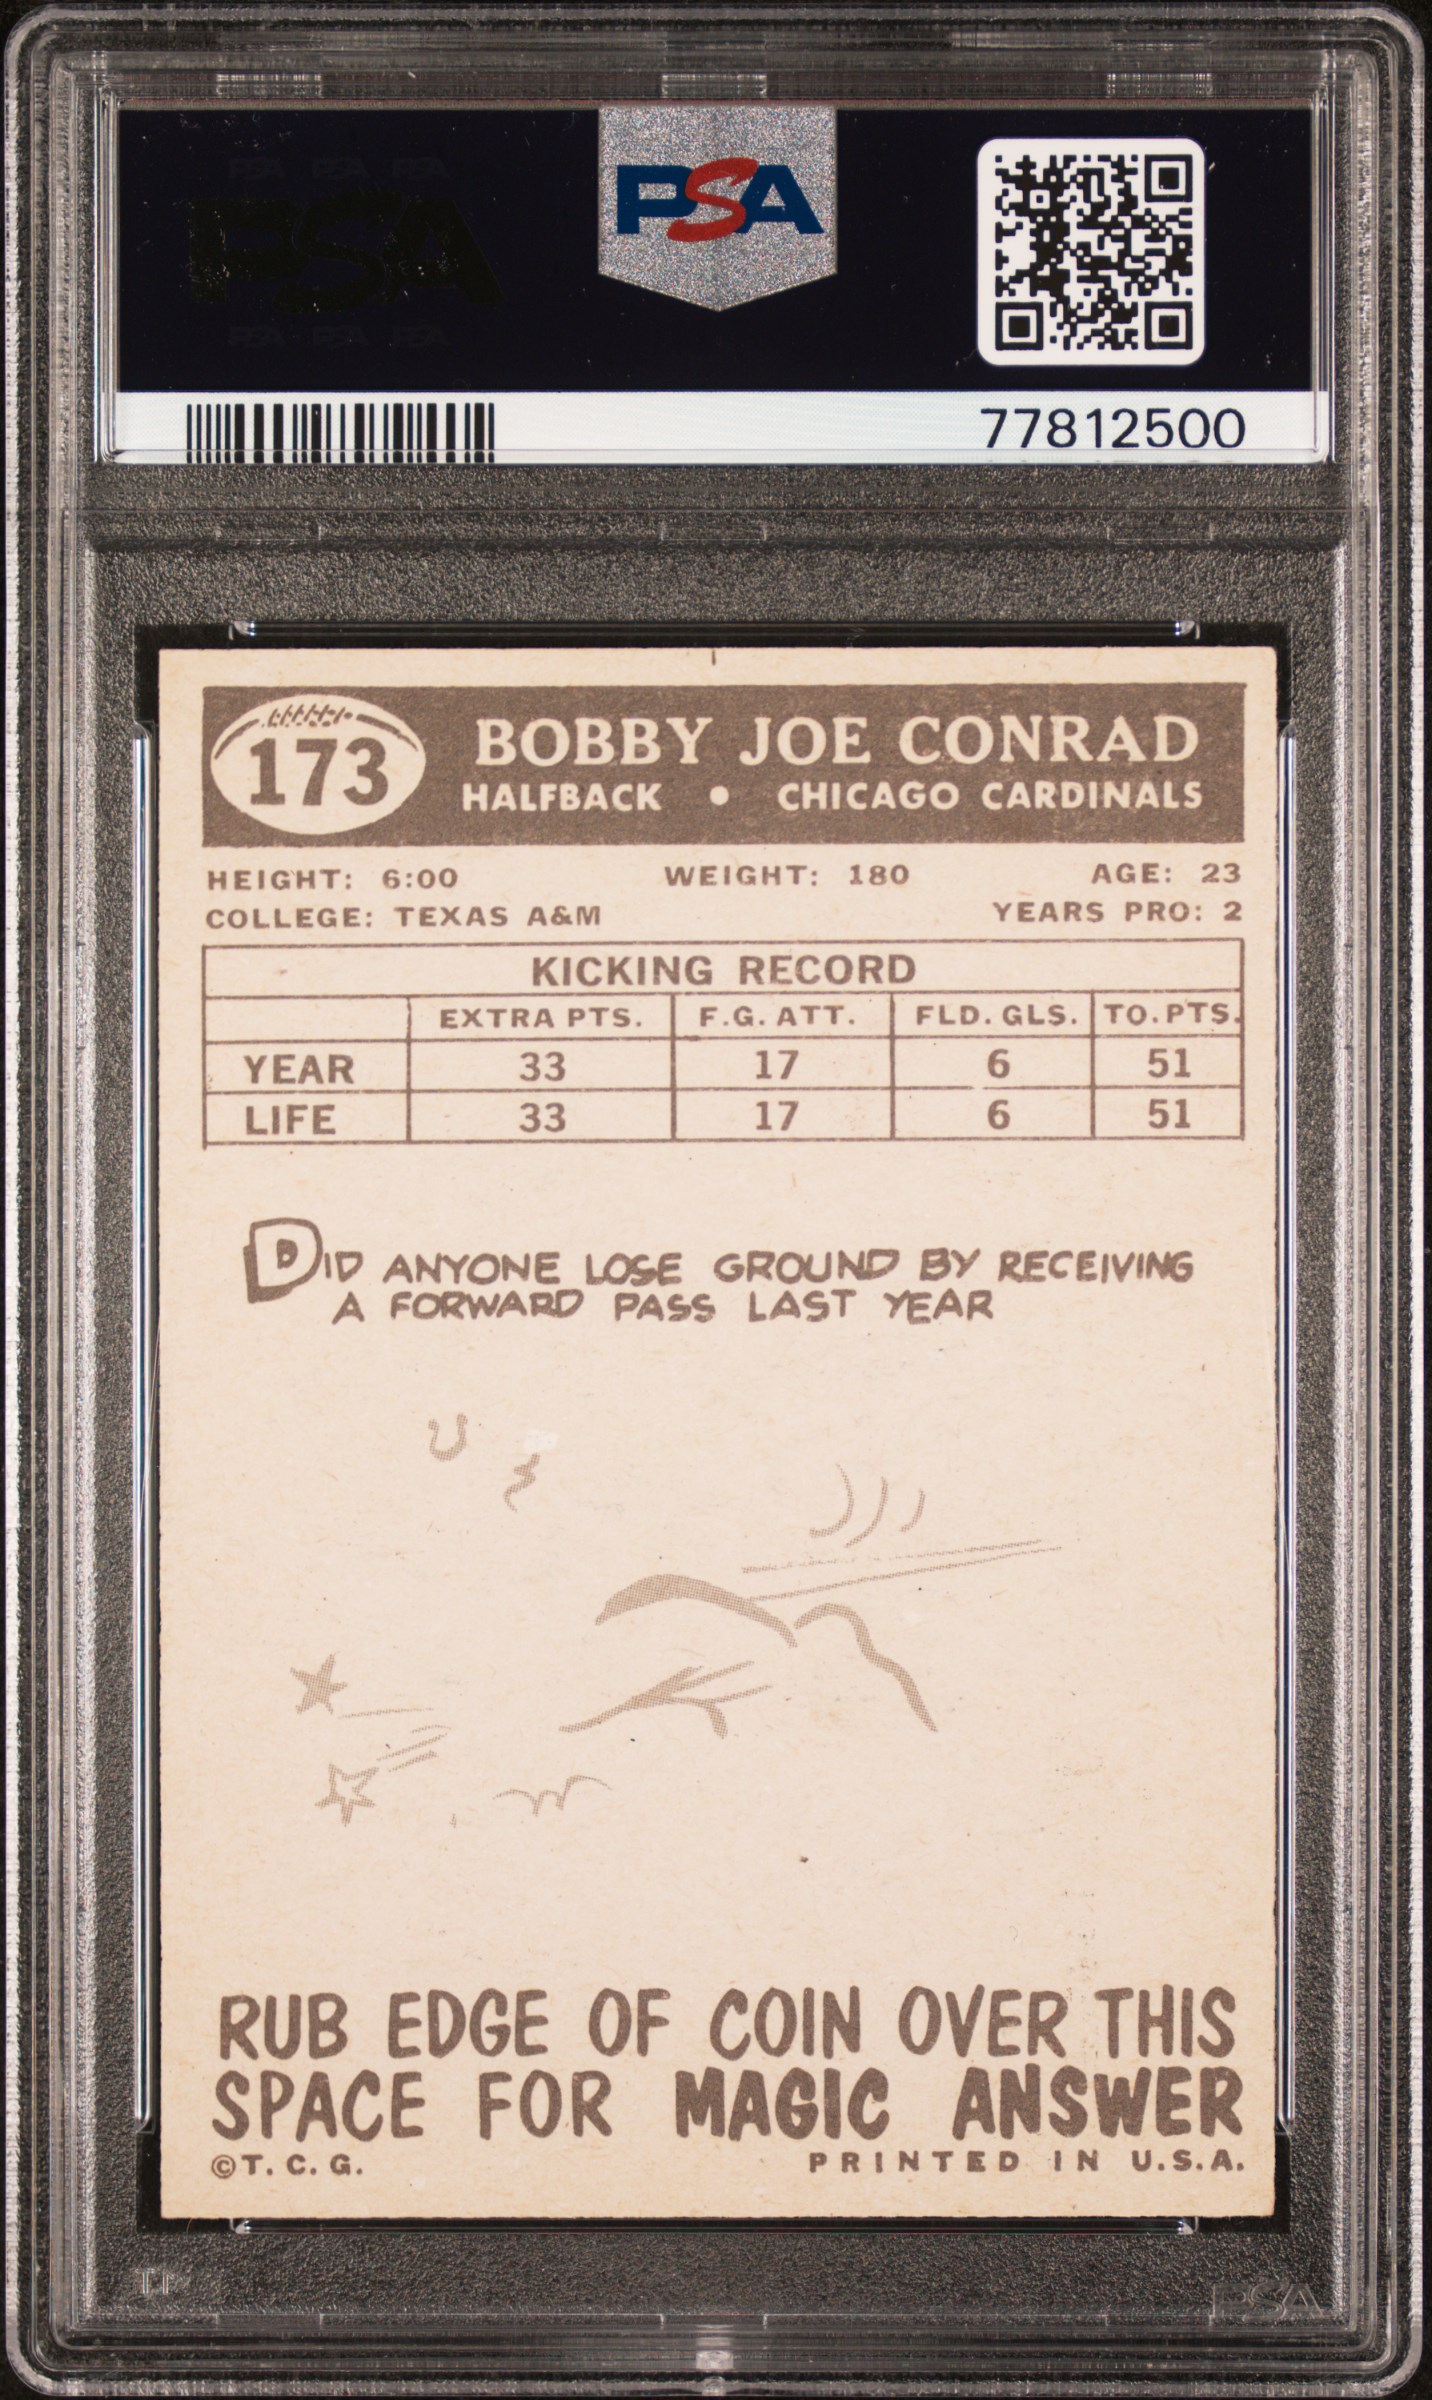 PSA
77812500
173
BOBBY JOE CONRAD
HALFBACK • CHICAGO CARDINALS
HEIGHT: 6:00 WEIGHT: 180 AGE: 23
COLLEGE: TEXAS A&M YEARS PRO: 2
KICKING RECORD
EXTRA PTS. F.G. ATT. FLD. GLS. TO. PTS.
YEAR 33 17 6 51
LIFE 33 17 6 51
DID ANYONE LOSE GROUND BY RECEIVING
A FORWARD PASS LAST YEAR
RUB EDGE OF COIN OVER THIS
SPACE FOR MAGIC ANSWER
©T. C. G. PRINTED IN U.S.A.
PSA